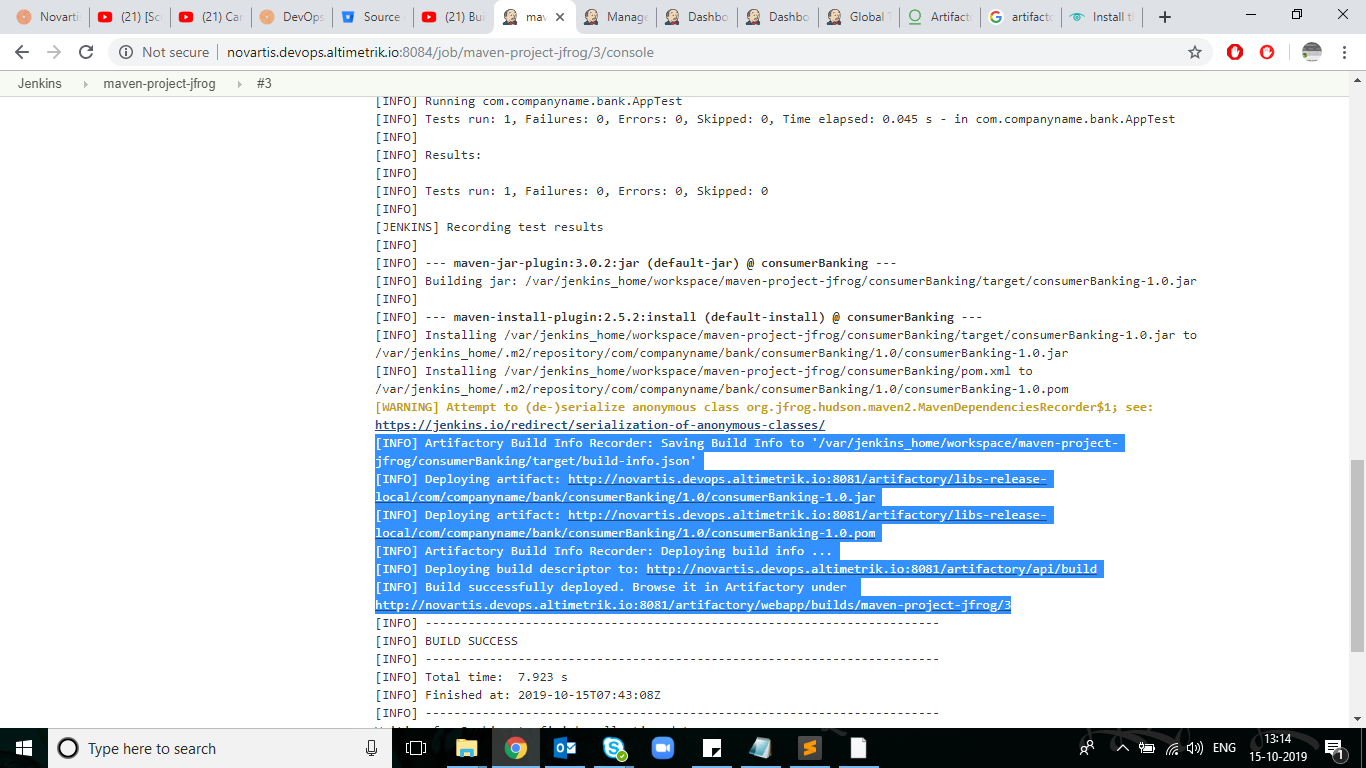 Novarti
(21) [Sc
(21) Car
DevOps
Source
(21) Bui
mav
Manage
Dashbo
Dashbo
Global T
Artifact
artifact
Install t
Not secure
novartis.devops.altimetrik.io:8084/job/maven-project-jfrog/3/console
Jenkins
maven-project-jfrog
#3
[INFO] Running com.companyname.bank.AppTest
[INFO] Tests run: 1, Failures: 0, Errors: 0, Skipped: 0, Time elapsed: 0.045 s - in com.companyname.bank.AppTest
[INFO]
[INFO] Results:
[INFO]
[INFO] Tests run: 1, Failures: 0, Errors: 0, Skipped: 0
[INFO]
[JENKINS] Recording test results
[INFO]
[INFO] --- maven-jar-plugin:3.0.2:jar (default-jar) @ consumerBanking ---
[INFO] Building jar: /var/jenkins_home/workspace/maven-project-jfrog/consumerBanking/target/consumerBanking-1.0.jar
[INFO]
[INFO] --- maven-install-plugin:2.5.2:install (default-install) @ consumerBanking ---
[INFO] Installing /var/jenkins_home/workspace/maven-project-jfrog/consumerBanking/target/consumerBanking-1.0.jar to
/var/jenkins_home/.m2/repository/com/companyname/bank/consumerBanking/1.0/consumerBanking-1.0.jar
[INFO] Installing /var/jenkins_home/workspace/maven-project-jfrog/consumerBanking/pom.xml to
/var/jenkins_home/.m2/repository/com/companyname/bank/consumerBanking/1.0/consumerBanking-1.0.pom
[WARNING] Attempt to (de-)serialize anonymous class org.jfrog.hudson.maven2.MavenDependenciesRecorder$1; see:
https://jenkins.io/redirect/serialization-of-anonymous-classes/
[INFO] Artifactory Build Info Recorder: Saving Build Info to '/var/jenkins_home/workspace/maven-project-
jfrog/consumerBanking/target/build-info.json'
[INFO] Deploying artifact: http://novartis.devops.altimetrik.io:8081/artifactory/libs-release-
local/com/companyname/bank/consumerBanking/1.0/consumerBanking-1.0.jar
[INFO] Deploying artifact: http://novartis.devops.altimetrik.io:8081/artifactory/libs-release-
local/com/companyname/bank/consumerBanking/1.0/consumerBanking-1.0.pom
[INFO] Artifactory Build Info Recorder: Deploying build info ...
[INFO] Deploying build descriptor to: http://novartis.devops.altimetrik.io:8081/artifactory/api/build
[INFO] Build successfully deployed. Browse it in Artifactory under
http://novartis.devops.altimetrik.io:8081/artifactory/webapp/builds/maven-project-jfrog/3
[INFO] ------------------------------------------------------------------------
[INFO] BUILD SUCCESS
[INFO] ------------------------------------------------------------------------
[INFO] Total time:  7.923 s
[INFO] Finished at: 2019-10-15T07:43:08Z
[INFO] ------------------------------------------------------------------------
Type here to search
ENG
13:14
15-10-2019
1